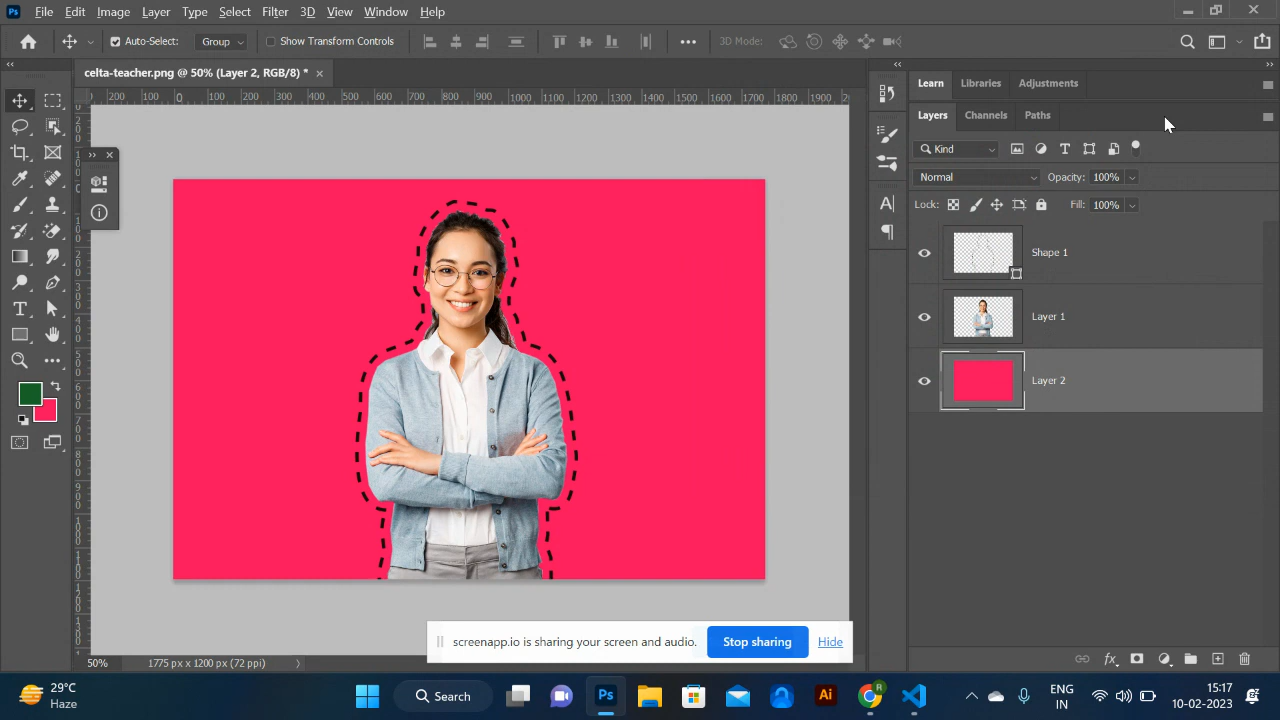 Ps File Edit Image Layer Type Select Filter 3D View Window Help
Auto-Select: Group Show Transform Controls 3D Mode:
celta-teacher.png @ 50% (Layer 2, RGB/8) *
Learn Libraries Adjustments
200 100 0 100 200 300 400 500 600 700 800 900 1000 1100 1200 1300 1400 1500 1600 1700 1800 1900
Layers Channels Paths
Kind
Normal Opacity: 100%
Lock: Fill: 100%
Shape 1
Layer 1
Layer 2
screenapp.io is sharing your screen and audio. Stop sharing Hide
50% 1775 px x 1200 px (72 ppi)
29°C
Haze
Search
Ps
Ai
R
ENG
IN
15:17
10-02-2023